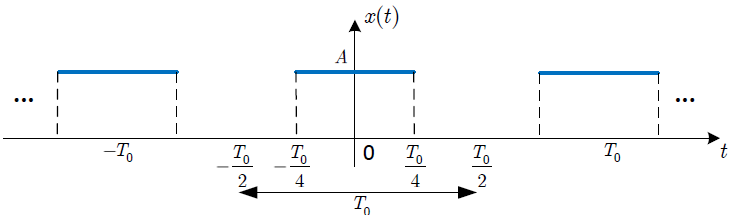 x(t)
A
... ...
−T₀ −T₀/2 −T₀/4 0 T₀/4 T₀/2 T₀ t
T₀